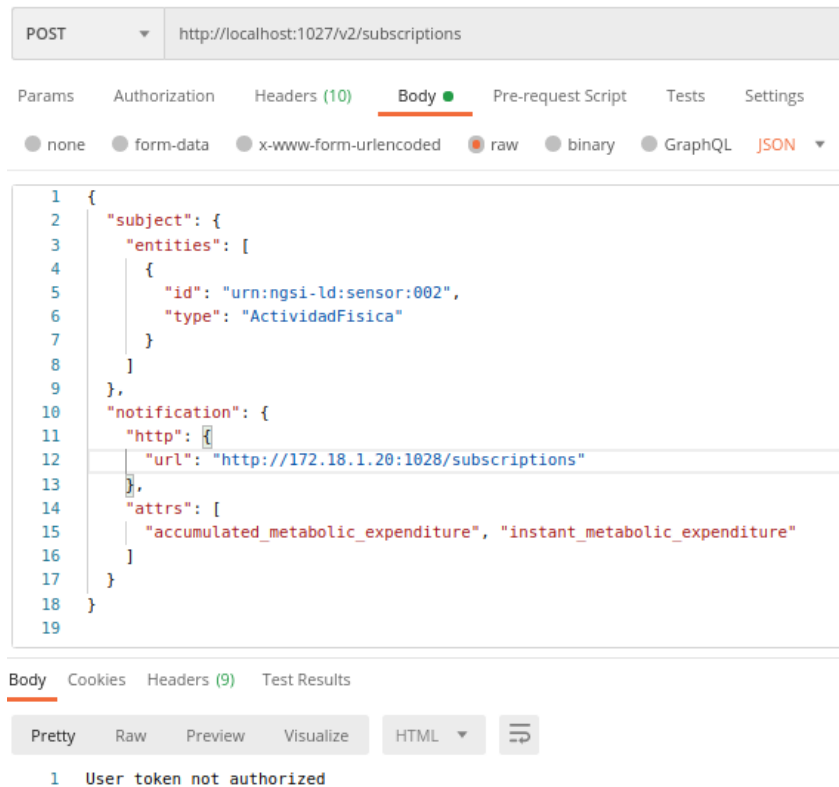 POST http://localhost:1027/v2/subscriptions
Params Authorization Headers (10) Body Pre-request Script Tests Settings
none form-data x-www-form-urlencoded raw binary GraphQL JSON
1 {
2 "subject": {
3 "entities": [
4 {
5 "id": "urn:ngsi-ld:sensor:002",
6 "type": "ActividadFisica"
7 }
8 ]
9 },
10 "notification": {
11 "http": {
12 "url": "http://172.18.1.20:1028/subscriptions"
13 },
14 "attrs": [
15 "accumulated_metabolic_expenditure", "instant_metabolic_expenditure"
16 ]
17 }
18 }
19
Body Cookies Headers (9) Test Results
Pretty Raw Preview Visualize HTML
1 User token not authorized